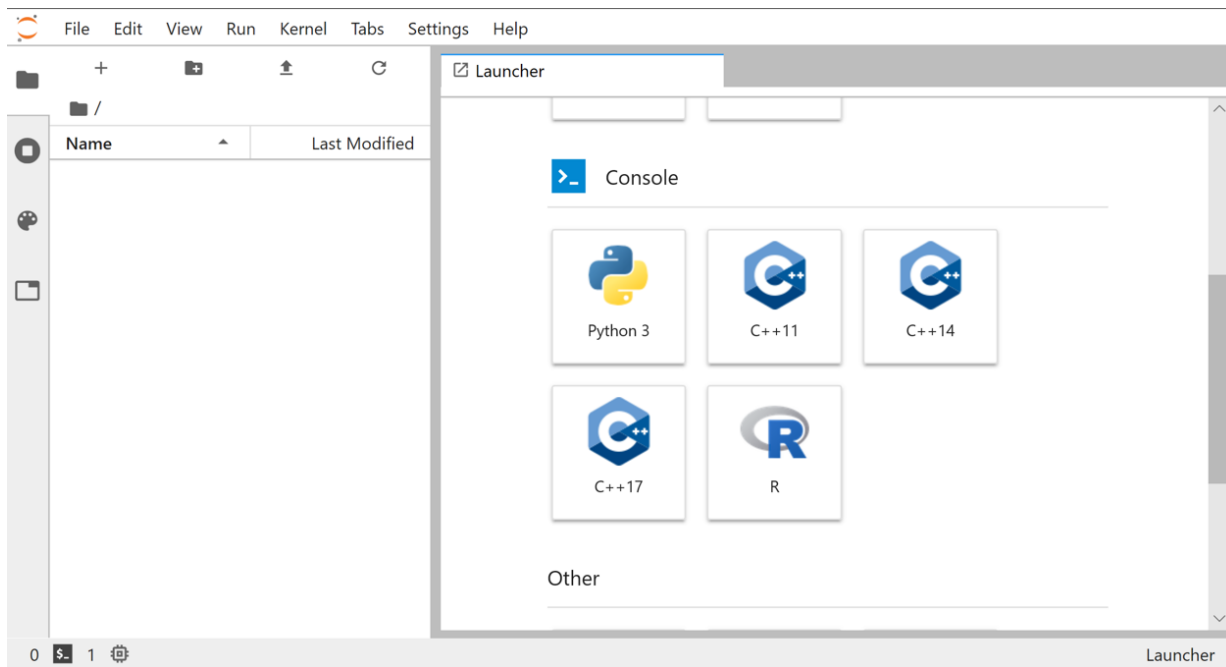 File Edit View Run Kernel Tabs Settings Help
Launcher
/
Name Last Modified
Console
Python 3 C++11 C++14
C++17 R
Other
0 $_ 1 Launcher